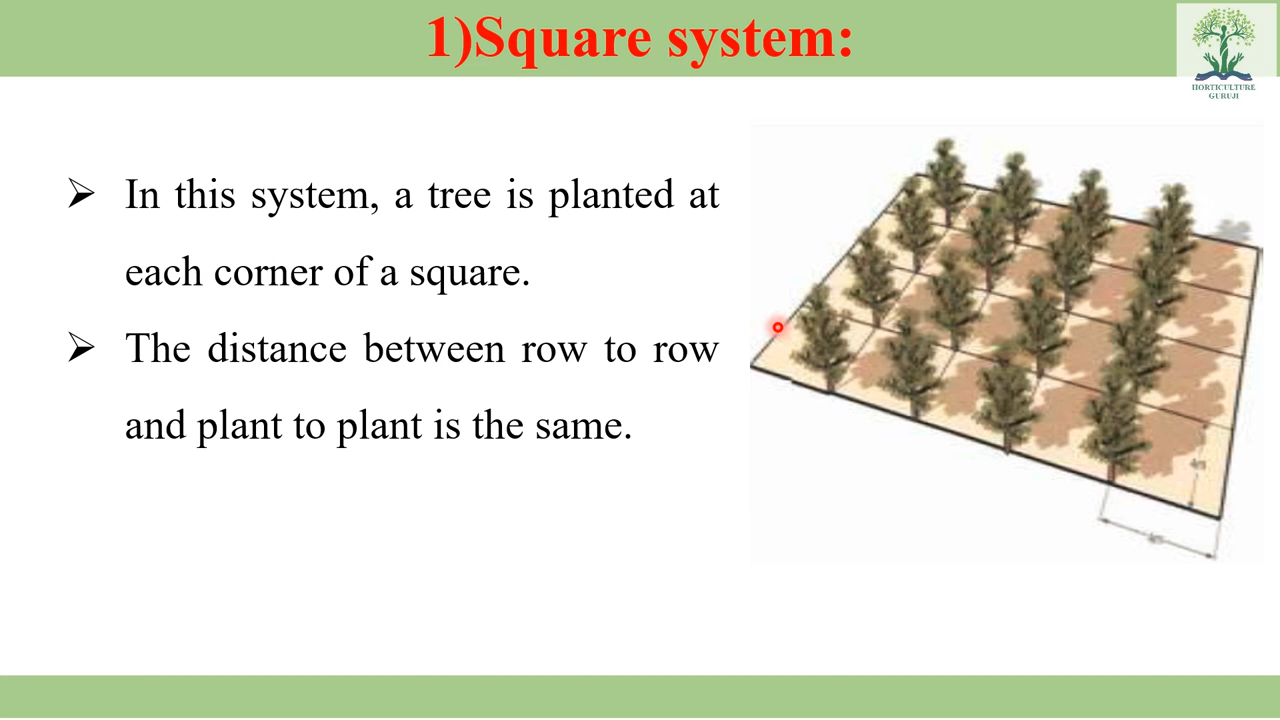 1)Square system:
HORTICULTURE
GURUJI
➢ In this system, a tree is planted at
each corner of a square.
➢ The distance between row to row
and plant to plant is the same.